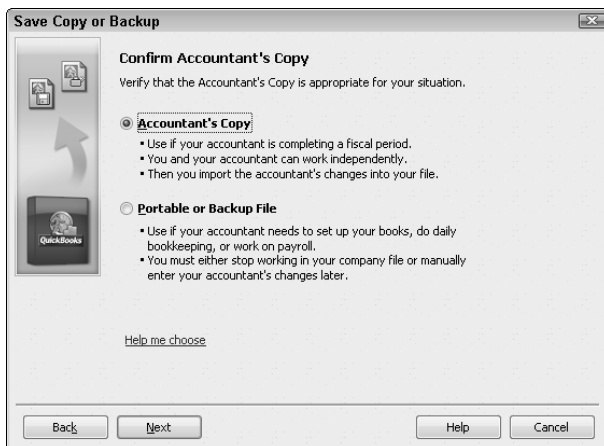 Save Copy or Backup
Confirm Accountant's Copy
Verify that the Accountant's Copy is appropriate for your situation.
Accountant's Copy
▪ Use if your accountant is completing a fiscal period.
▪ You and your accountant can work independently.
▪ Then you import the accountant's changes into your file.
Portable or Backup File
▪ Use if your accountant needs to set up your books, do daily
bookkeeping, or work on payroll.
▪ You must either stop working in your company file or manually
enter your accountant's changes later.
QuickBooks
Help me choose
Back
Next
Help
Cancel